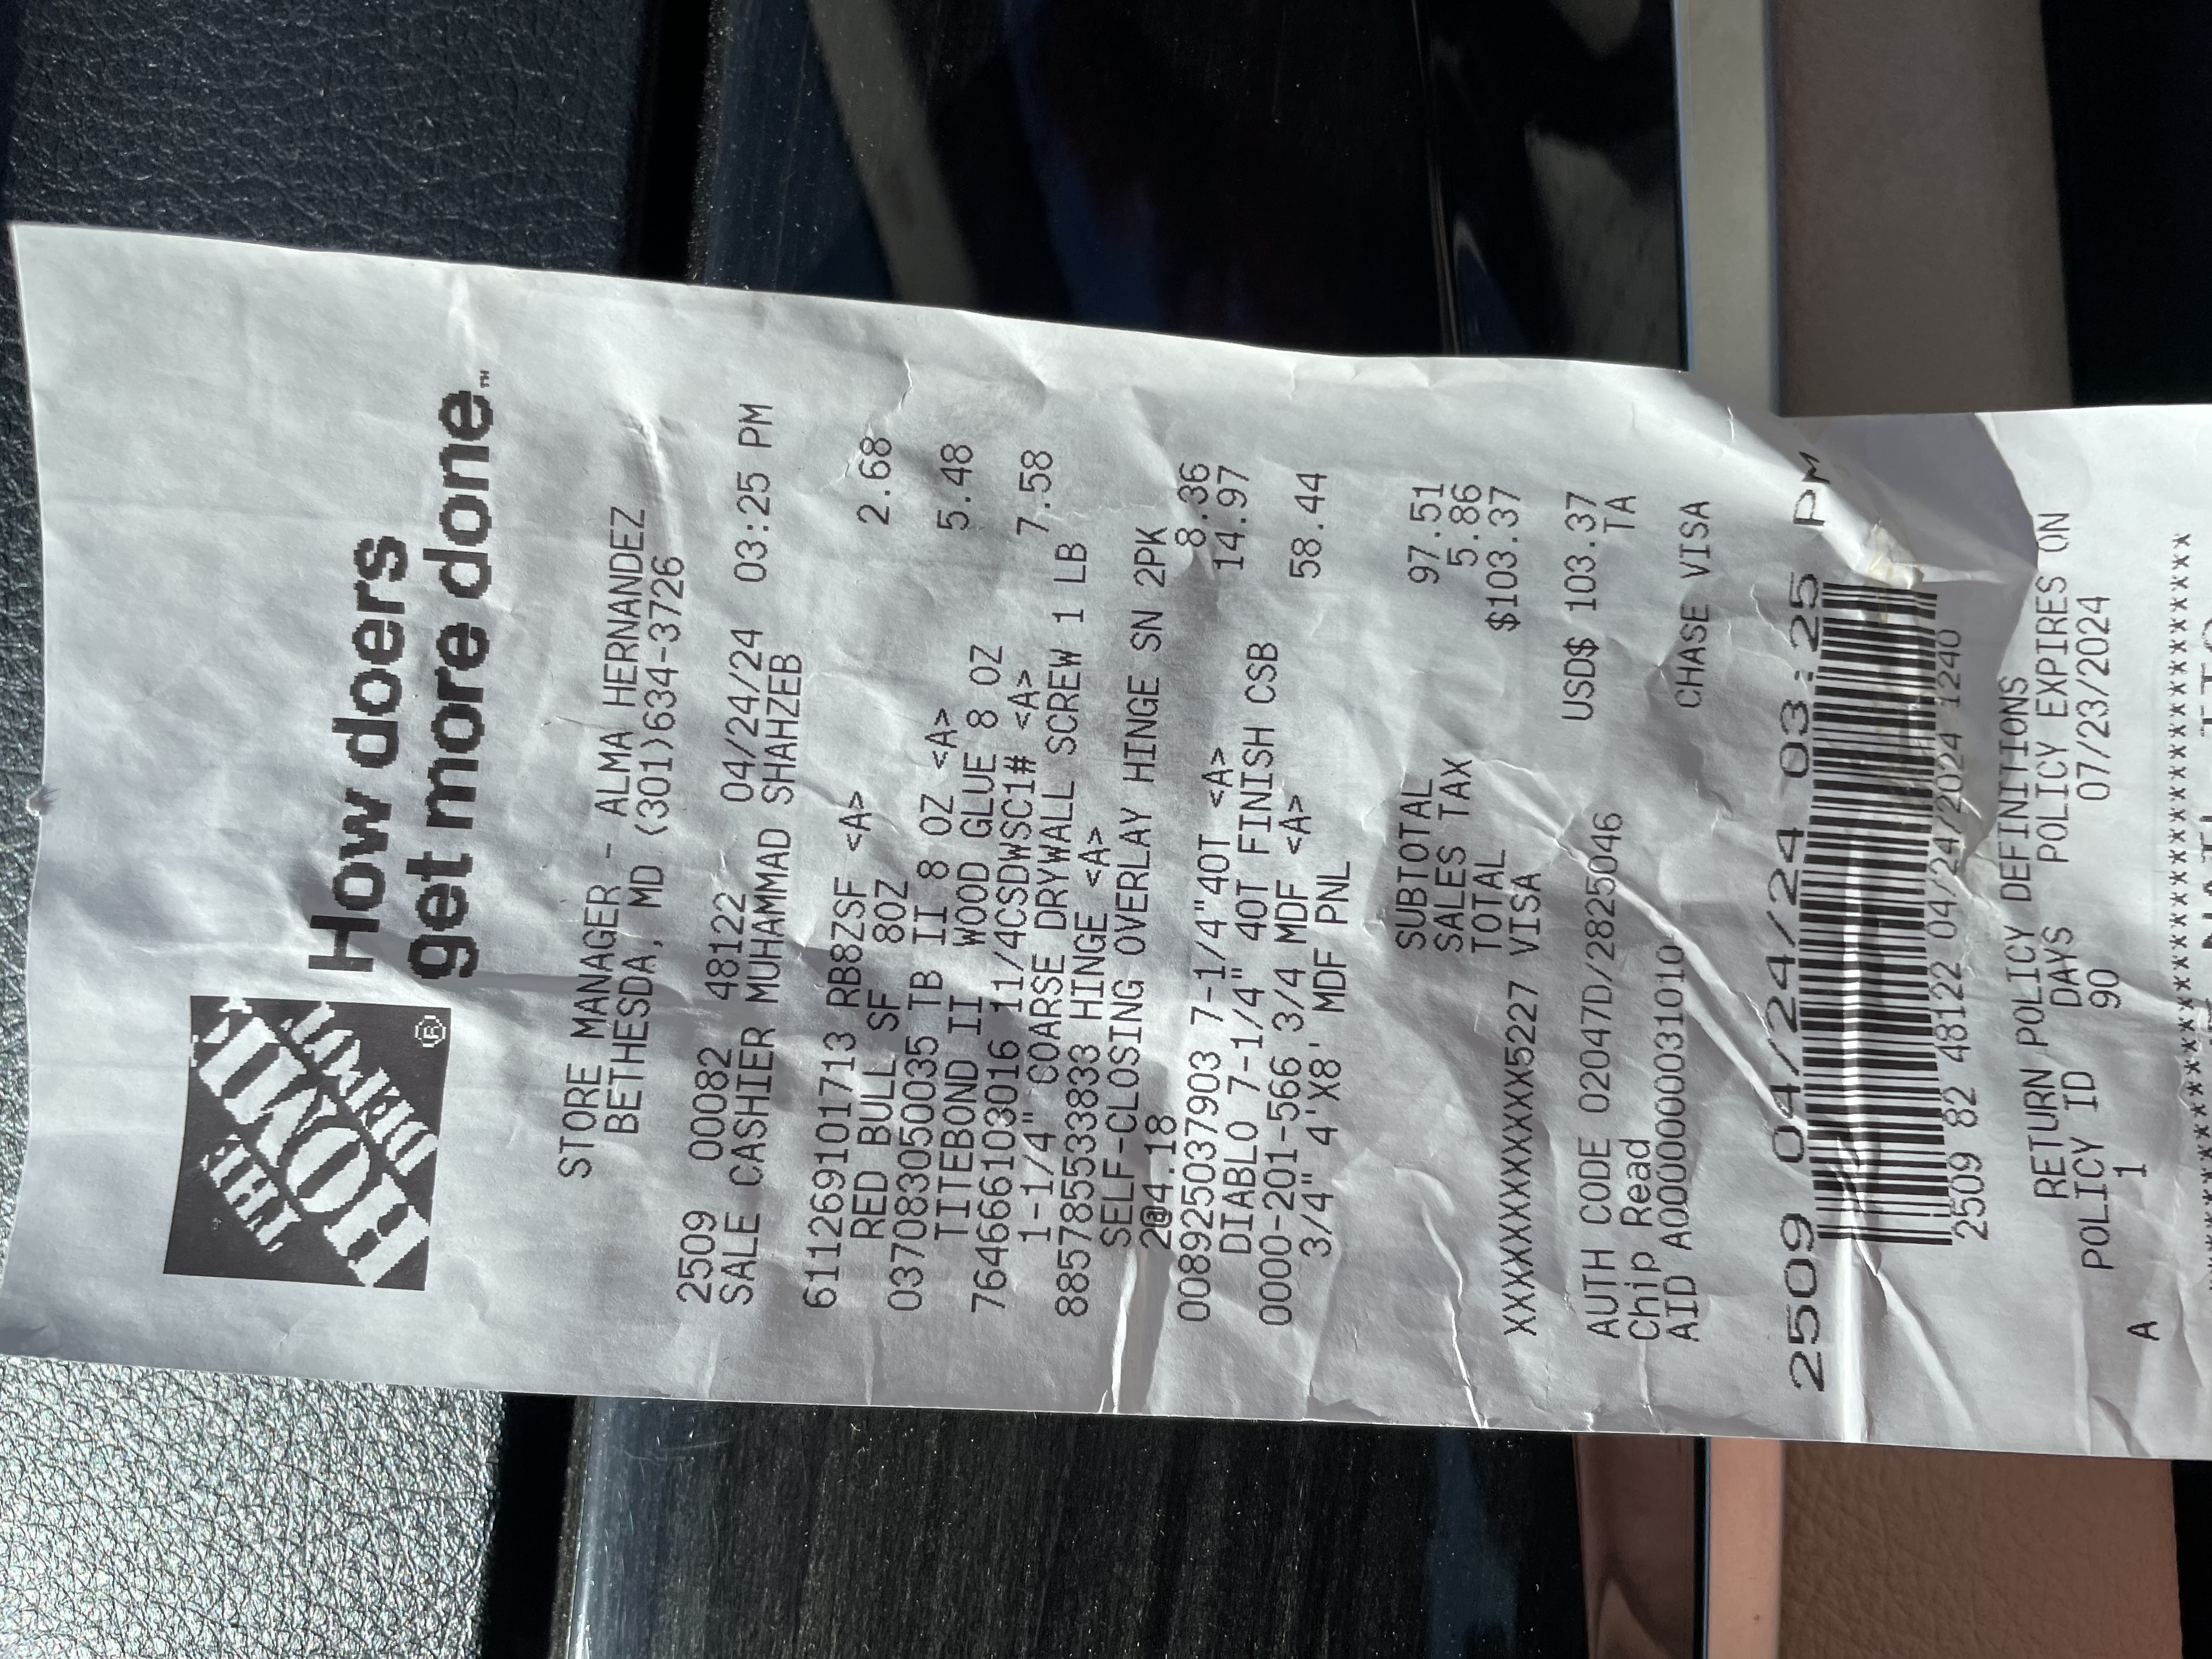 THE
HOME
DEPOT
®
How doers
get more done.™
STORE MANAGER - ALMA HERNANDEZ
BETHESDA, MD (301)634-3726
2509 00082 48122 04/24/24 03:25 PM
SALE CASHIER MUHAMMAD SHAHZEB
611269101713 RB8ZSF <A> 2.68
RED BULL SF 8OZ
037083050035 TB II 8 OZ <A> 5.48
TITEBOND II WOOD GLUE 8 OZ
764666103016 11/4CSDWSC1# <A> 7.58
1-1/4" COARSE DRYWALL SCREW 1 LB
885785533833 HINGE <A>
SELF-CLOSING OVERLAY HINGE SN 2PK
2@4.18 8.36
008925037903 7-1/4"40T <A> 14.97
DIABLO 7-1/4" 40T FINISH CSB
0000-201-566 3/4 MDF <A> 58.44
3/4" 4'X8' MDF PNL
SUBTOTAL 97.51
SALES TAX 5.86
TOTAL $103.37
XXXXXXXXXXXX5227 VISA
USD$ 103.37
AUTH CODE 02047D/2825046 TA
Chip Read
AID A0000000031010 CHASE VISA
2509 04/24/24 03:25 PM
2509 82 48122 04/24/2024 1240
RETURN POLICY DEFINITIONS
POLICY ID DAYS POLICY EXPIRES ON
A 1 90 07/23/2024